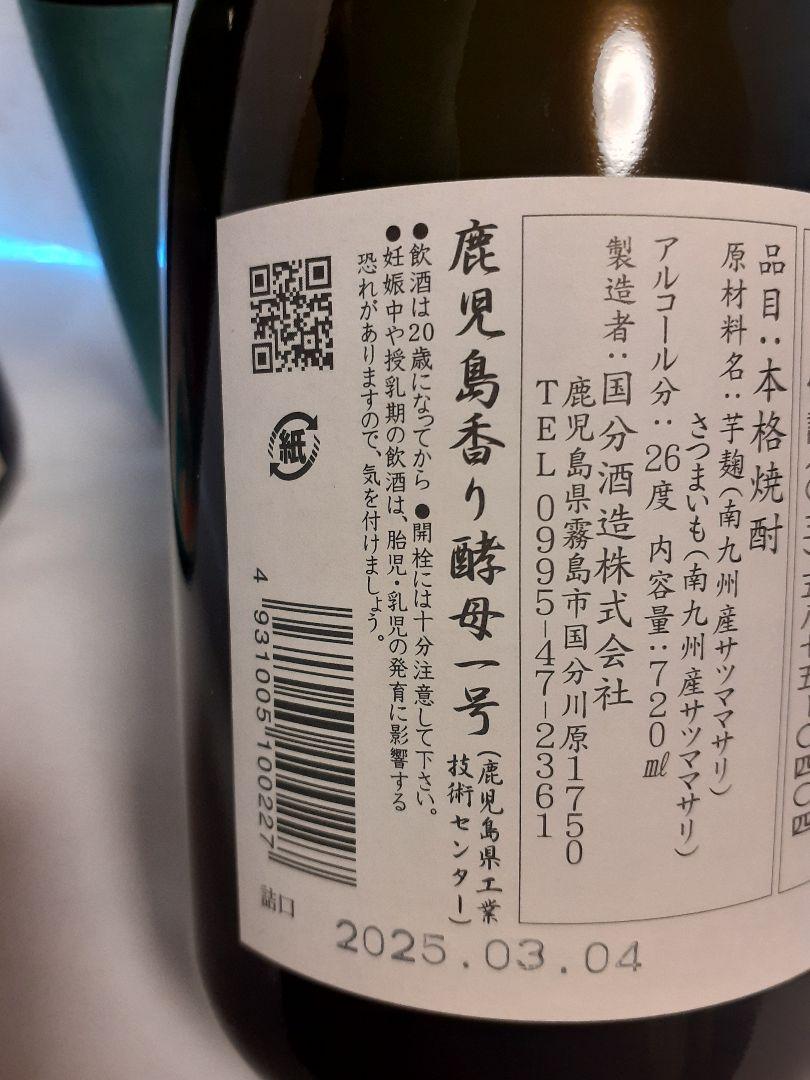 品目：本格焼酎
原材料名：芋麹（南九州産サツママサリ）
さつまいも（南九州産サツママサリ）
アルコール分：26度 内容量：720㎖
製造者：国分酒造株式会社
鹿児島県霧島市国分川原1750
TEL 0995-47-2361
鹿児島香り酵母一号（鹿児島県工業
技術センター）
●飲酒は20歳になってから ●開栓には十分注意して下さい。
●妊娠中や授乳期の飲酒は、胎児・乳児の発育に影響する
恐れがありますので、気を付けましょう。
紙
4 931005 100227
詰口
2025.03.04